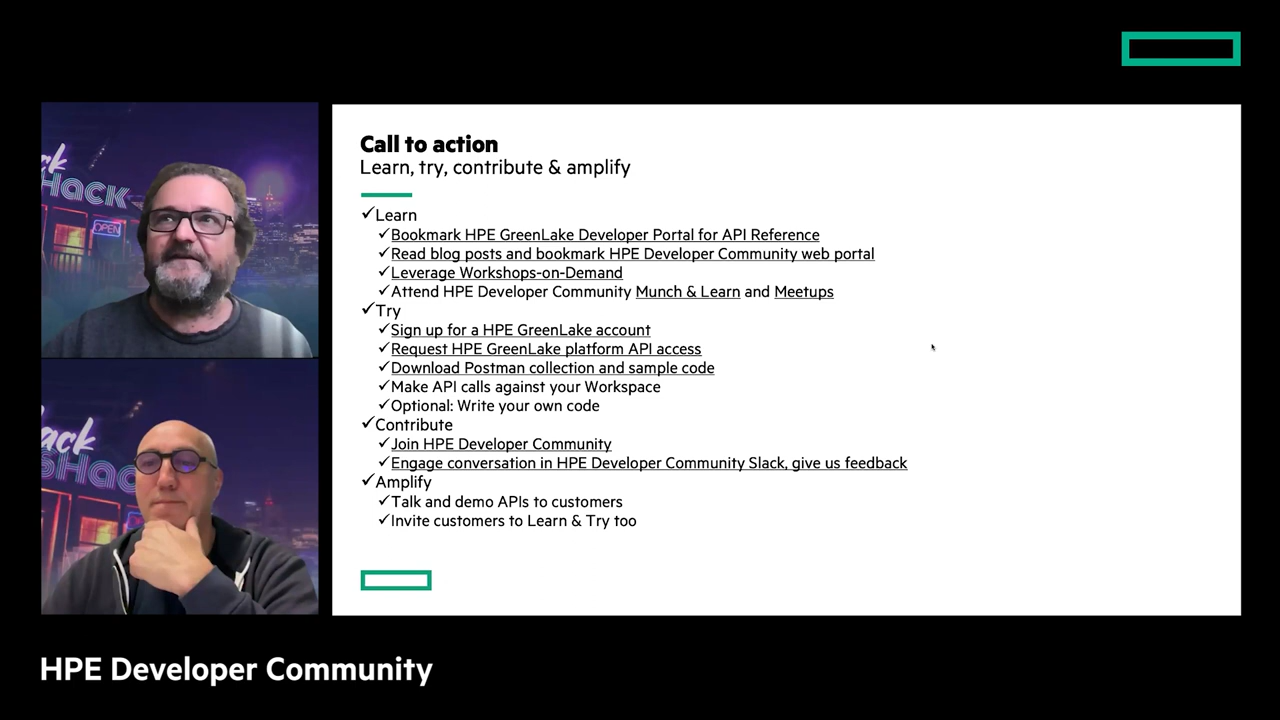 ck
Hack
OPEN
ack
SHac
Call to action
Learn, try, contribute & amplify
✓Learn
✓Bookmark HPE GreenLake Developer Portal for API Reference
✓Read blog posts and bookmark HPE Developer Community web portal
✓Leverage Workshops-on-Demand
✓Attend HPE Developer Community Munch & Learn and Meetups
✓Try
✓Sign up for a HPE GreenLake account
✓Request HPE GreenLake platform API access
✓Download Postman collection and sample code
✓Make API calls against your Workspace
✓Optional: Write your own code
✓Contribute
✓Join HPE Developer Community
✓Engage conversation in HPE Developer Community Slack, give us feedback
✓Amplify
✓Talk and demo APIs to customers
✓Invite customers to Learn & Try too
HPE Developer Community